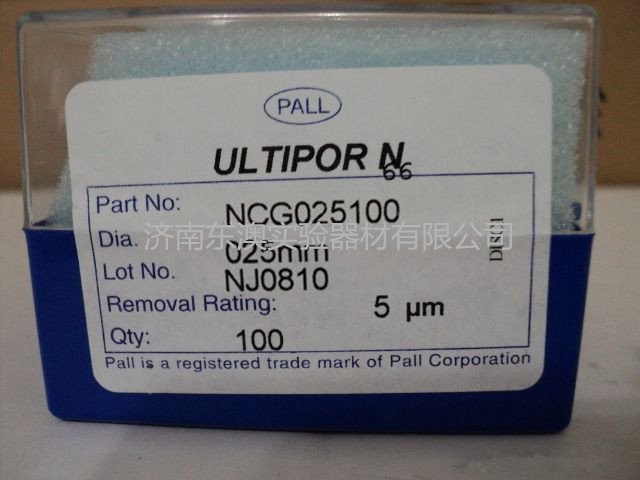 PALL
ULTIPOR N66
Part No: NCG025100
Dia. 025mm
Lot No. NJ0810
Removal Rating: 5 µm
Qty: 100
Pall is a registered trade mark of Pall Corporation
DISC1
济南东澳实验器材有限公司